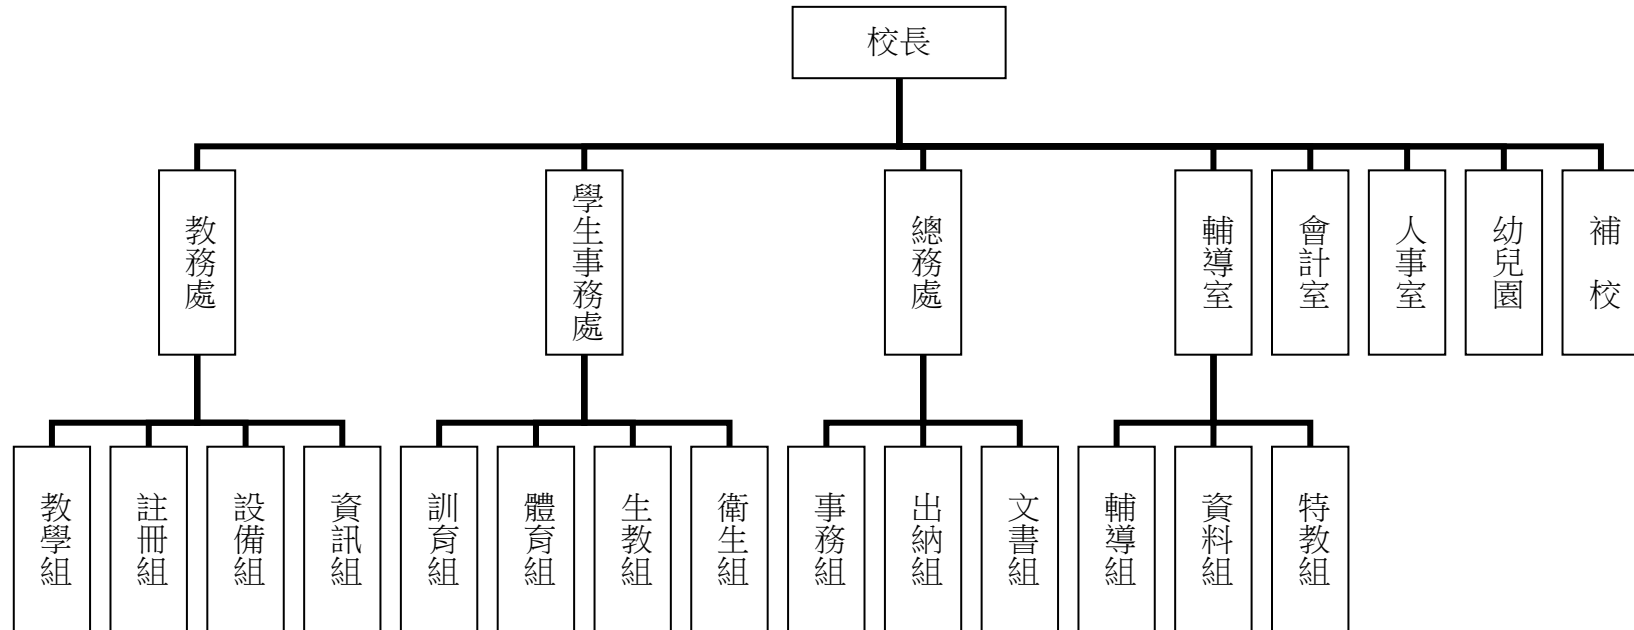 校長
教務處
學生事務處
總務處
輔導室
會計室
人事室
幼兒園
補校
教學組
註冊組
設備組
資訊組
訓育組
體育組
生教組
衛生組
事務組
出納組
文書組
輔導組
資料組
特教組